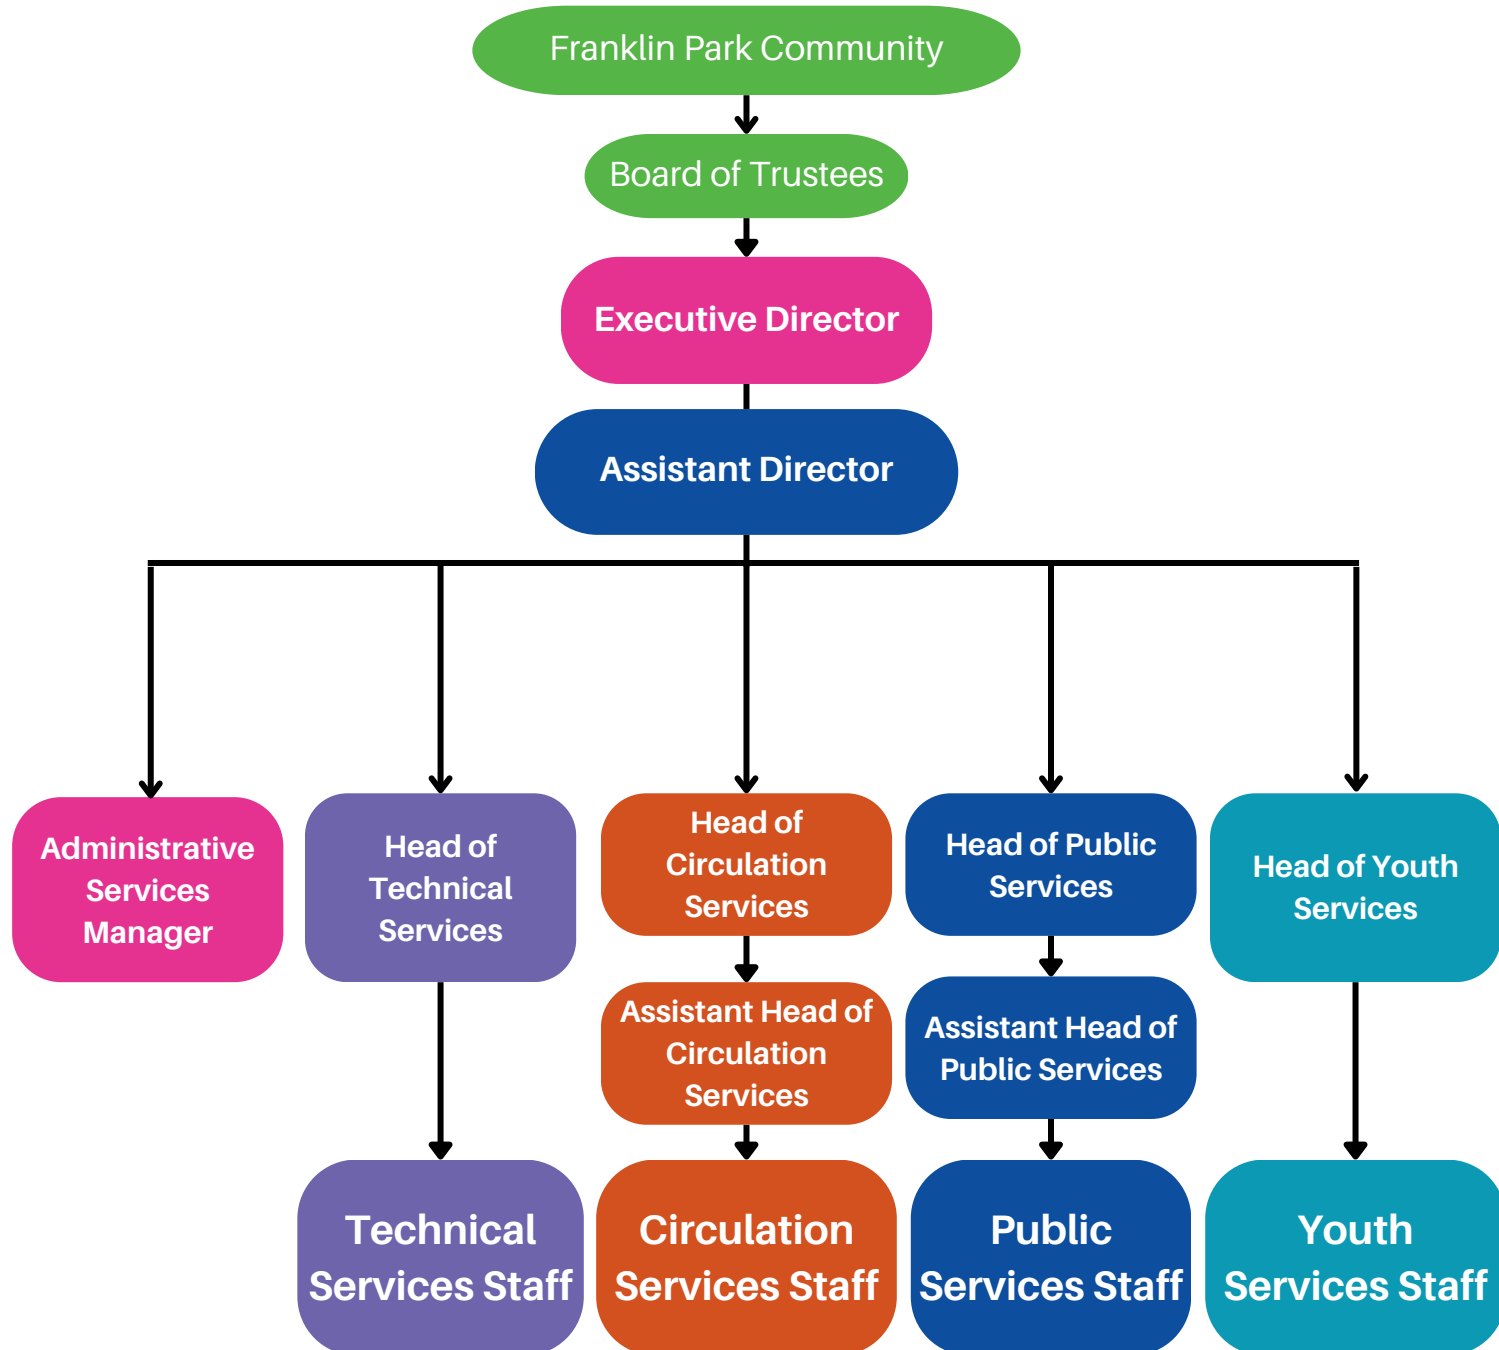 Franklin Park Community
Board of Trustees
Executive Director
Assistant Director
Administrative
Services
Manager
Head of
Technical
Services
Head of
Circulation
Services
Head of Public
Services
Head of Youth
Services
Assistant Head of
Circulation
Services
Assistant Head of
Public Services
Technical
Services Staff
Circulation
Services Staff
Public
Services Staff
Youth
Services Staff